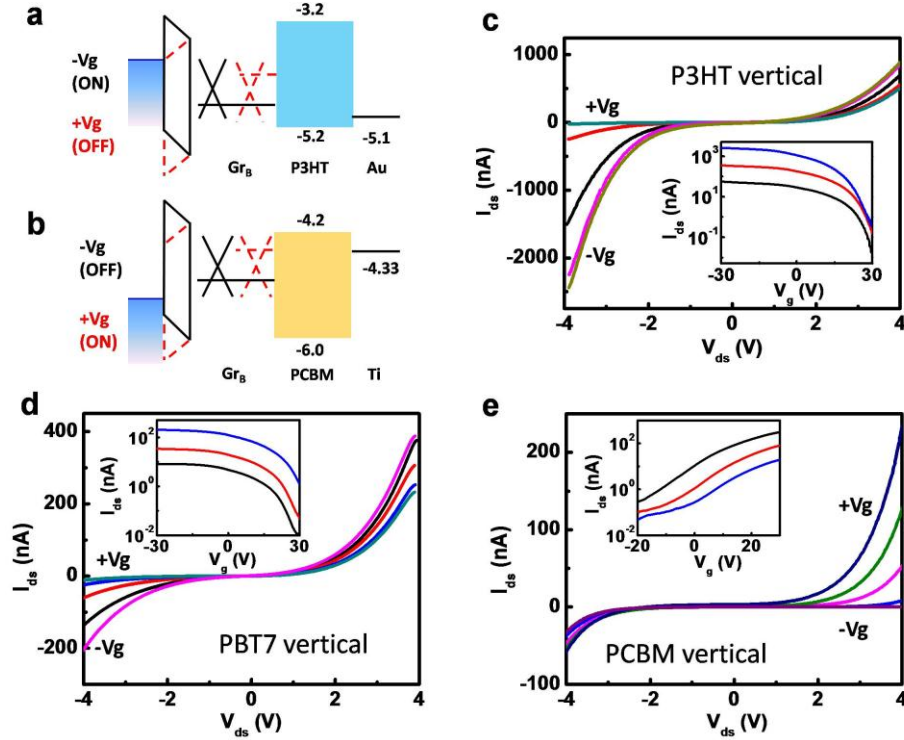 a
-3.2
-Vg
(ON)
+Vg
(OFF)
-5.2
-5.1
GrB P3HT Au
b
-4.2
-Vg
(OFF)
-4.33
+Vg
(ON)
-6.0
GrB PCBM Ti
c
P3HT vertical
1000
0
-1000
-2000
Ids (nA)
+Vg
-Vg
10^3
10^1
10^-1
Ids (nA)
-30 0 30
Vg (V)
-4 -2 0 2 4
Vds (V)
d
400
200
0
-200
Ids (nA)
10^2
10^0
10^-2
Ids (nA)
-30 0 30
Vg (V)
+Vg
-Vg
PBT7 vertical
-4 -2 0 2 4
Vds (V)
e
200
100
0
-100
Ids (nA)
10^2
10^0
10^-2
Ids (nA)
-20 0 20
Vg (V)
+Vg
-Vg
PCBM vertical
-4 -2 0 2 4
Vds (V)